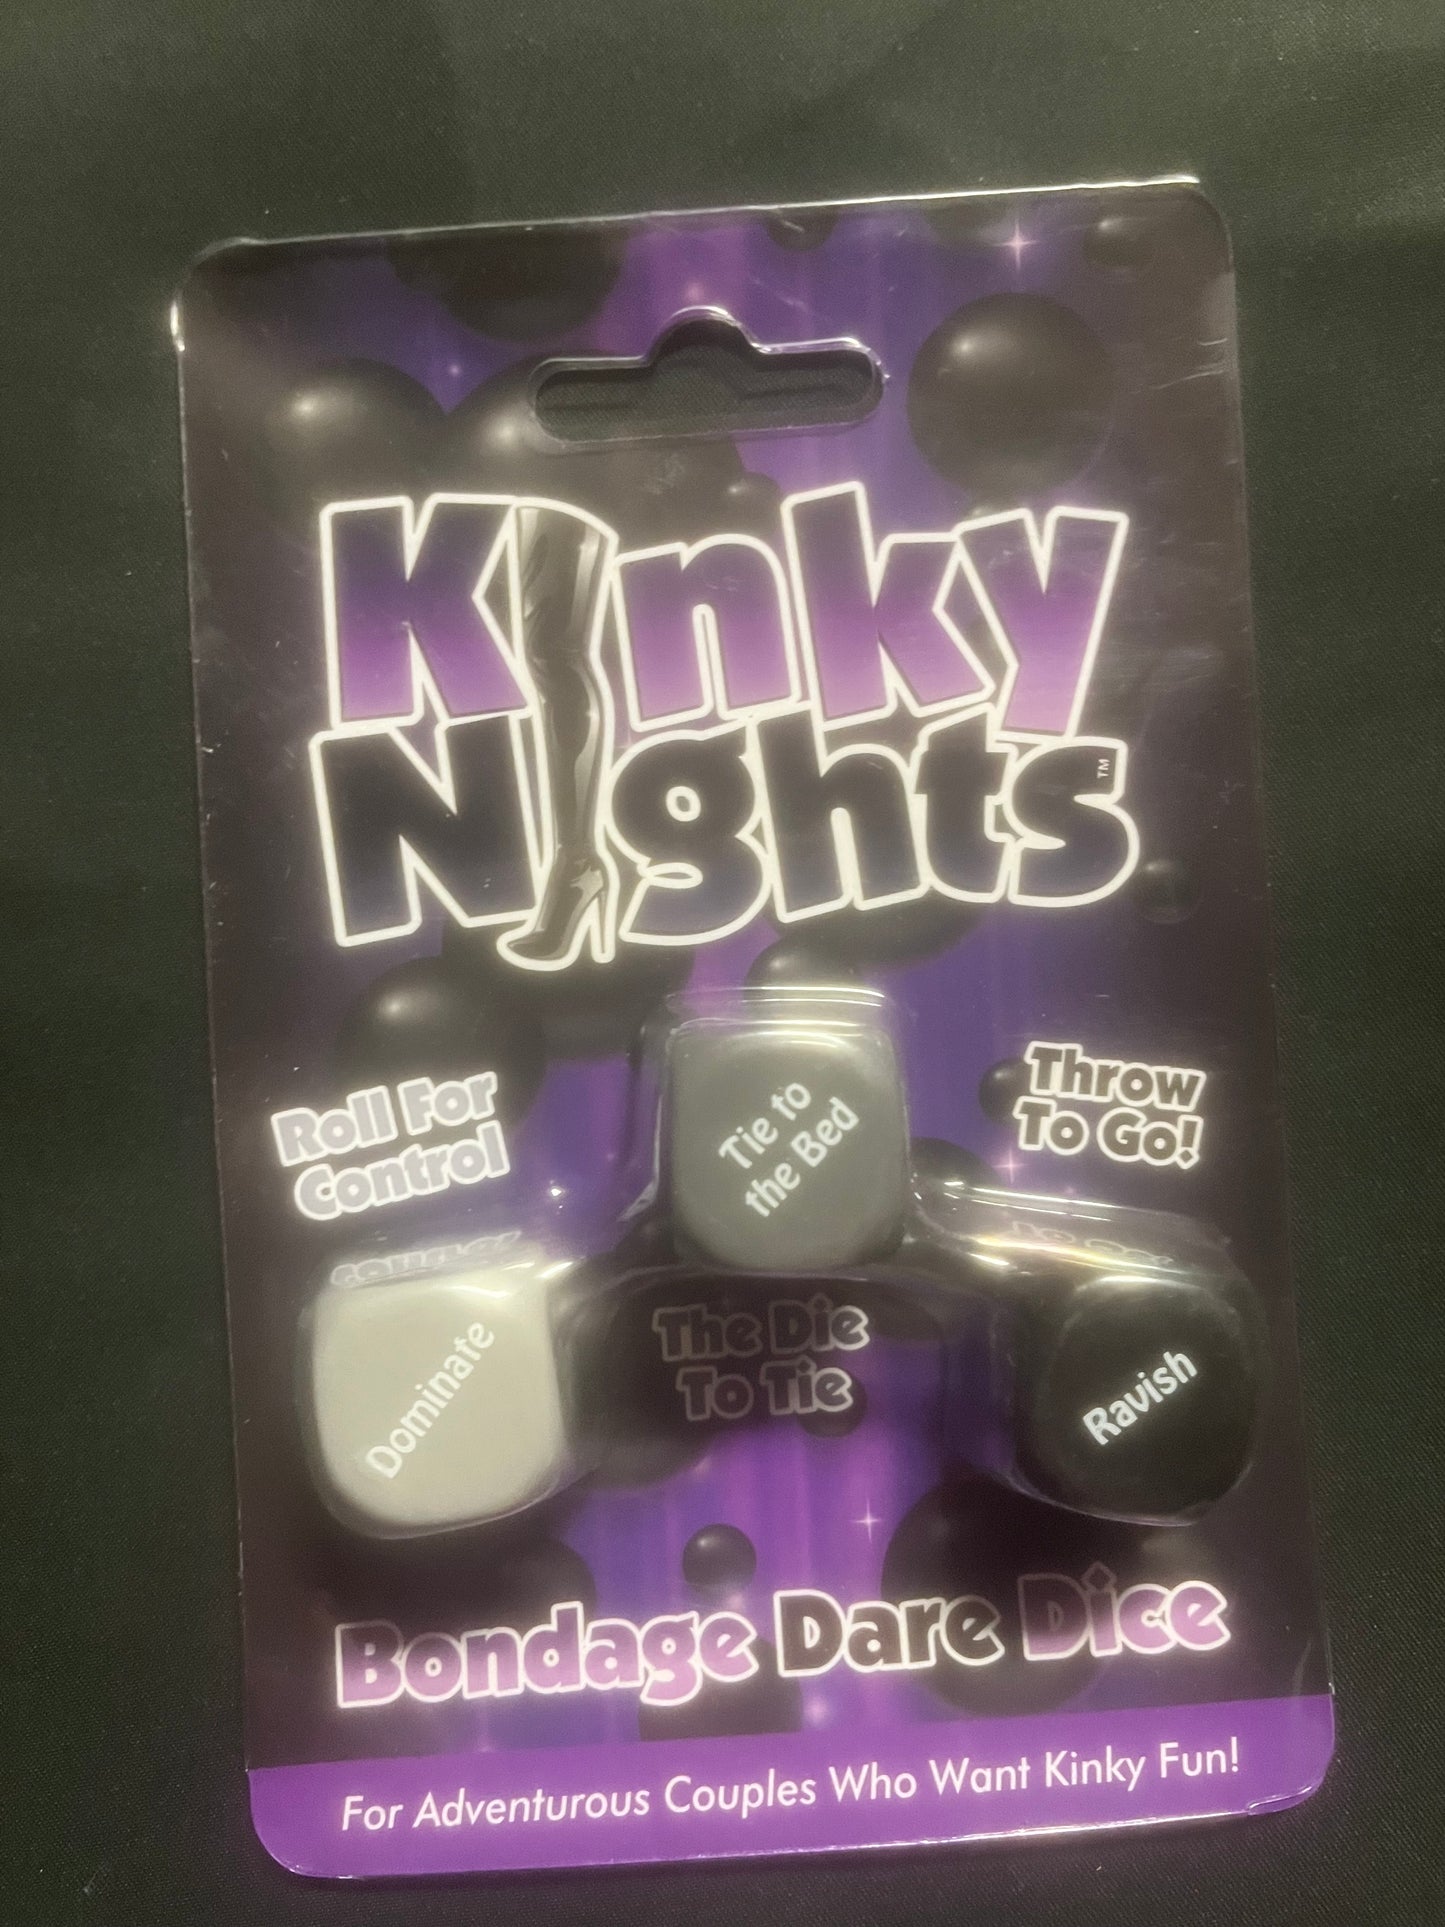 Kinky
Nights™
Roll For
Control
Throw
To Go!
Tie to
the Bed
Dominate
The Die
To Tie
Ravish
Bondage Dare Dice
For Adventurous Couples Who Want Kinky Fun!